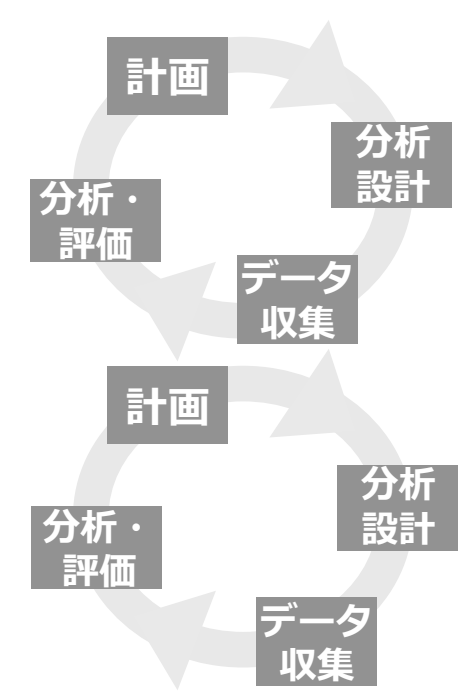 計画
分析
設計
分析・
評価
データ
収集
計画
分析
設計
分析・
評価
データ
収集